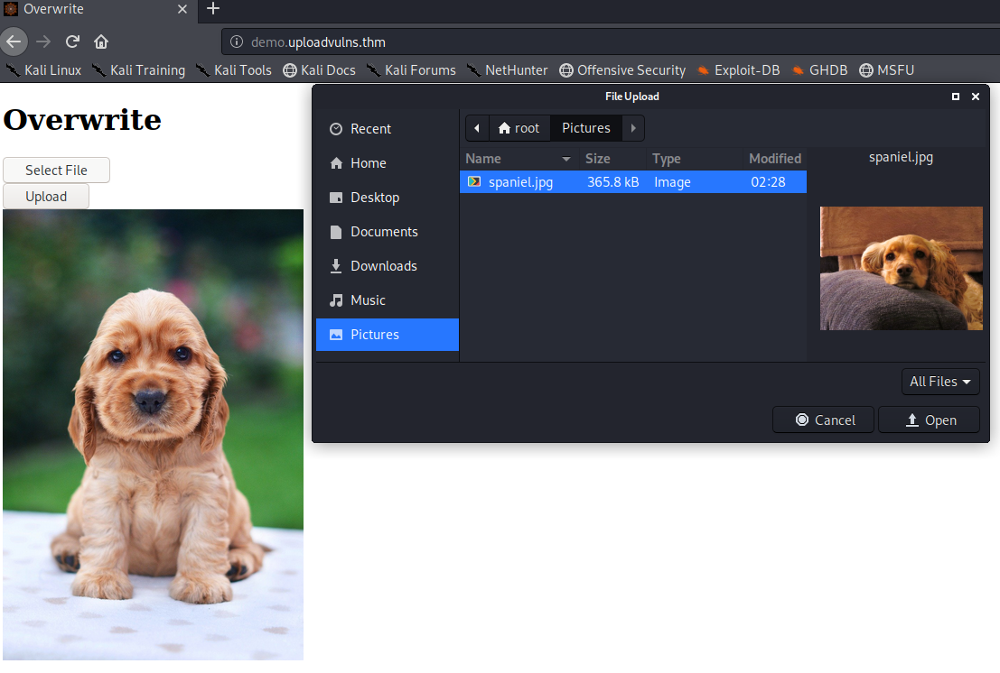 Overwrite
demo.uploadvulns.thm
Kali Linux Kali Training Kali Tools Kali Docs Kali Forums NetHunter Offensive Security Exploit-DB GHDB MSFU
Overwrite
Select File
Upload
File Upload
Recent
Home
Desktop
Documents
Downloads
Music
Pictures
root Pictures
Name Size Type Modified
spaniel.jpg 365.8 kB Image 02:28
spaniel.jpg
All Files
Cancel Open